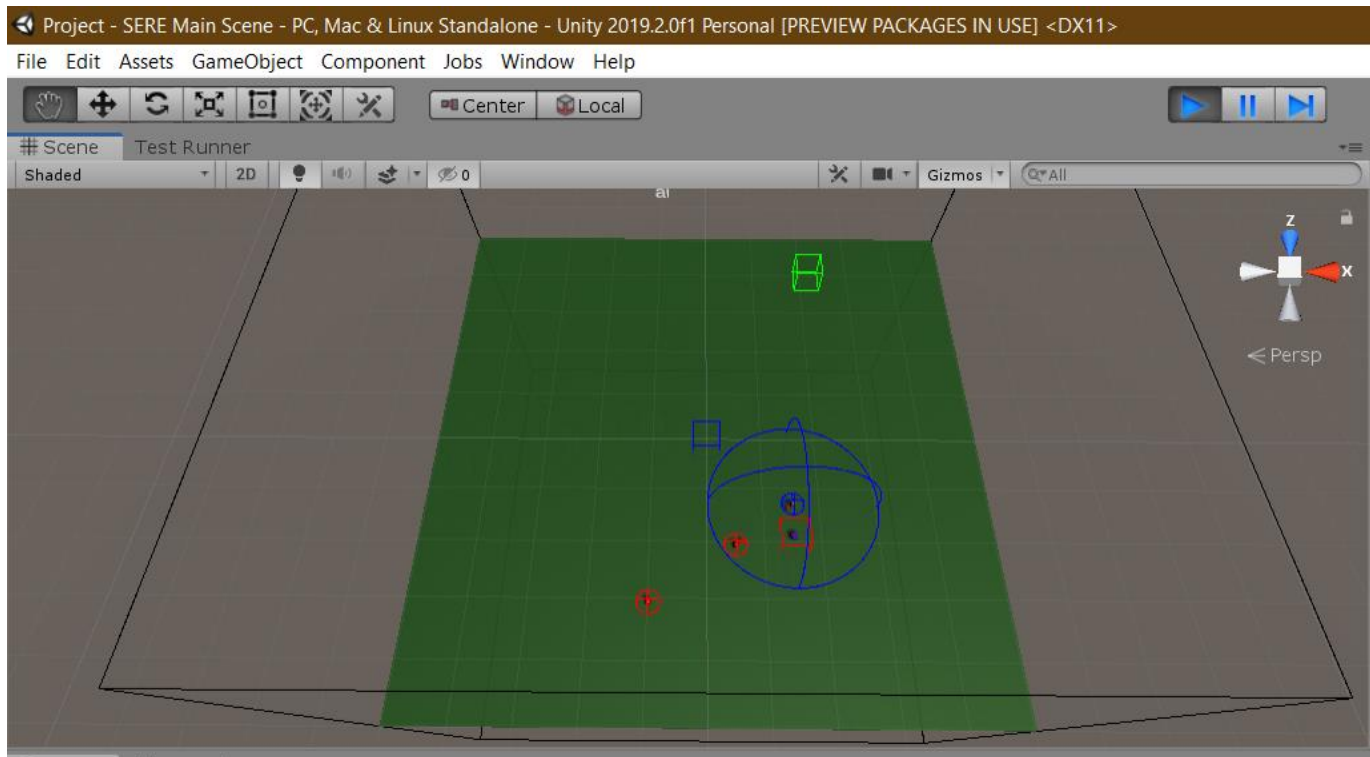 Project - SERE Main Scene - PC, Mac & Linux Standalone - Unity 2019.2.0f1 Personal [PREVIEW PACKAGES IN USE] <DX11>
File Edit Assets GameObject Component Jobs Window Help
Center Local
# Scene Test Runner
Shaded 2D 0 Gizmos All
z
x
< Persp